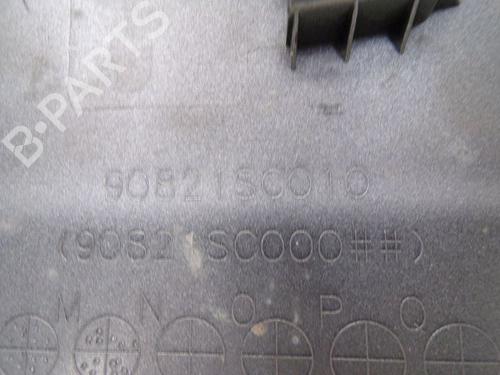 B-PARTS
90821SC010
(90821SC000##)
M N O P Q